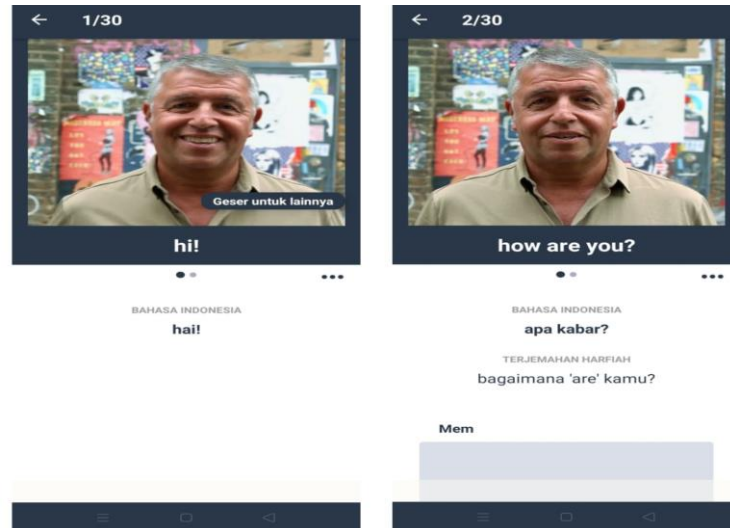 1/30
Geser untuk lainnya
hi!
BAHASA INDONESIA
hai!
2/30
how are you?
BAHASA INDONESIA
apa kabar?
TERJEMAHAN HARFIAH
bagaimana 'are' kamu?
Mem